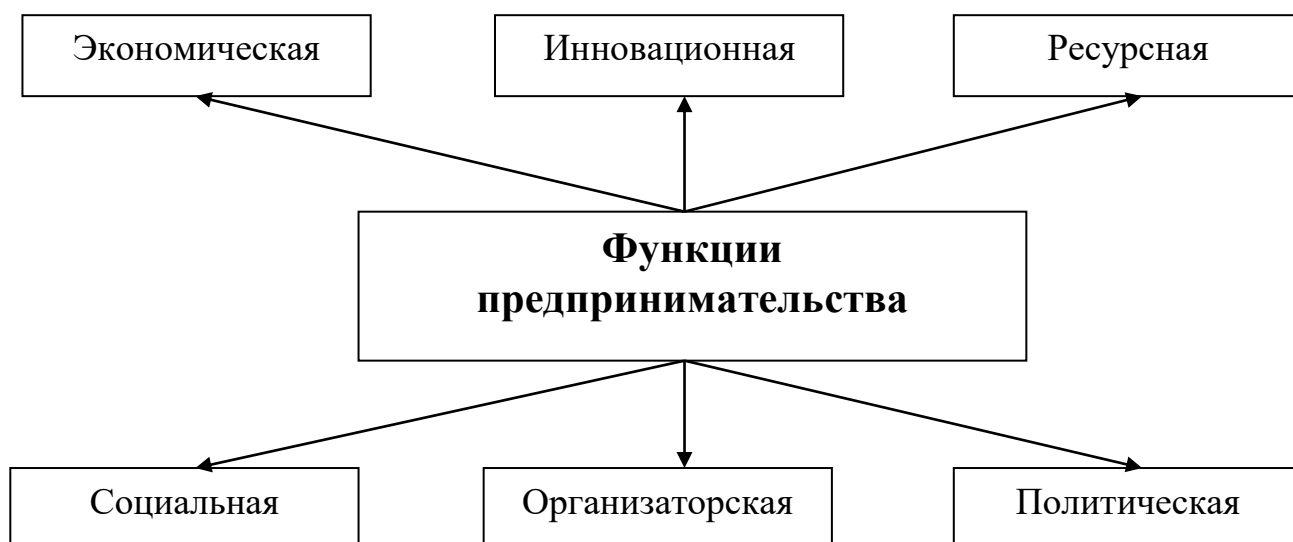 Экономическая
Инновационная
Ресурсная
Функции
предпринимательства
Социальная
Организаторская
Политическая